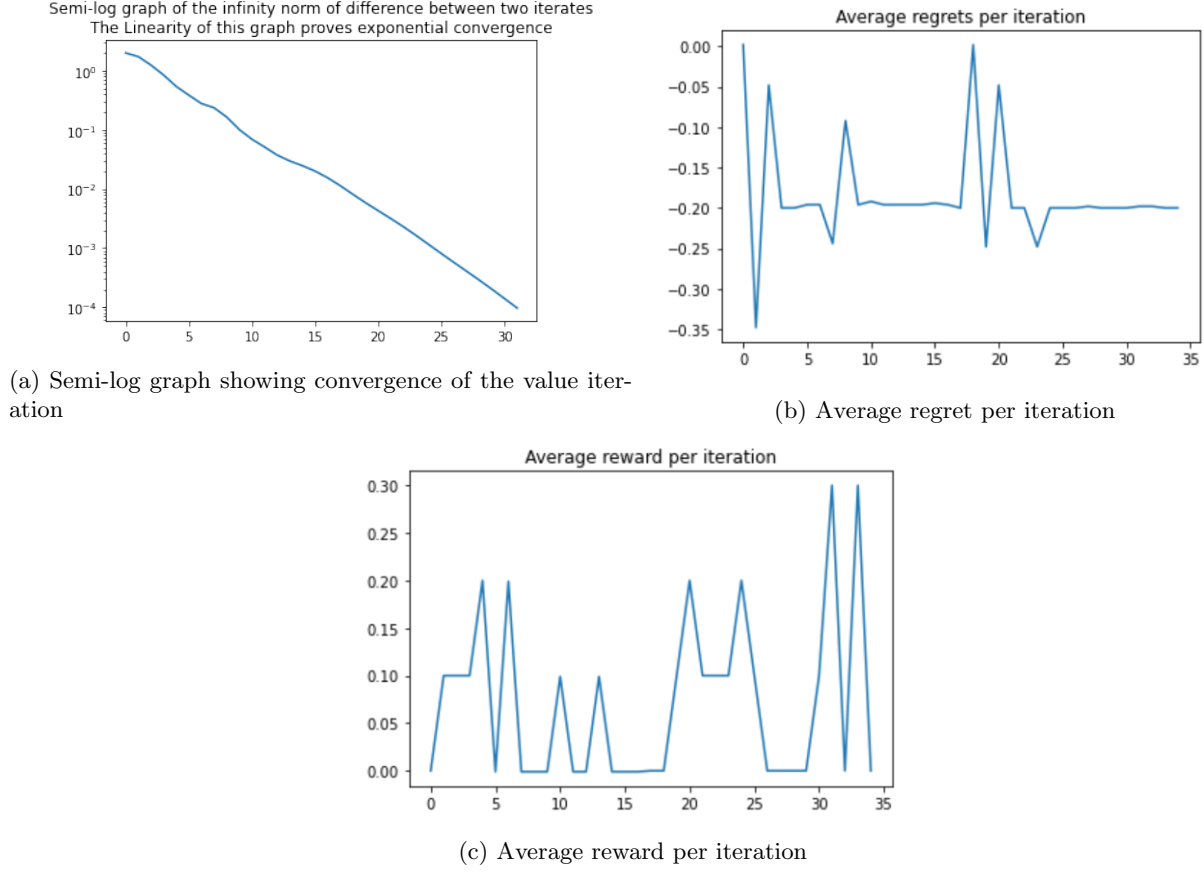 Semi-log graph of the infinity norm of difference between two iterates
The Linearity of this graph proves exponential convergence
10^0
10^-1
10^-2
10^-3
10^-4
0 5 10 15 20 25 30
(a) Semi-log graph showing convergence of the value iter-
ation
Average regrets per iteration
0.00
−0.05
−0.10
−0.15
−0.20
−0.25
−0.30
−0.35
0 5 10 15 20 25 30 35
(b) Average regret per iteration
Average reward per iteration
0.30
0.25
0.20
0.15
0.10
0.05
0.00
0 5 10 15 20 25 30 35
(c) Average reward per iteration